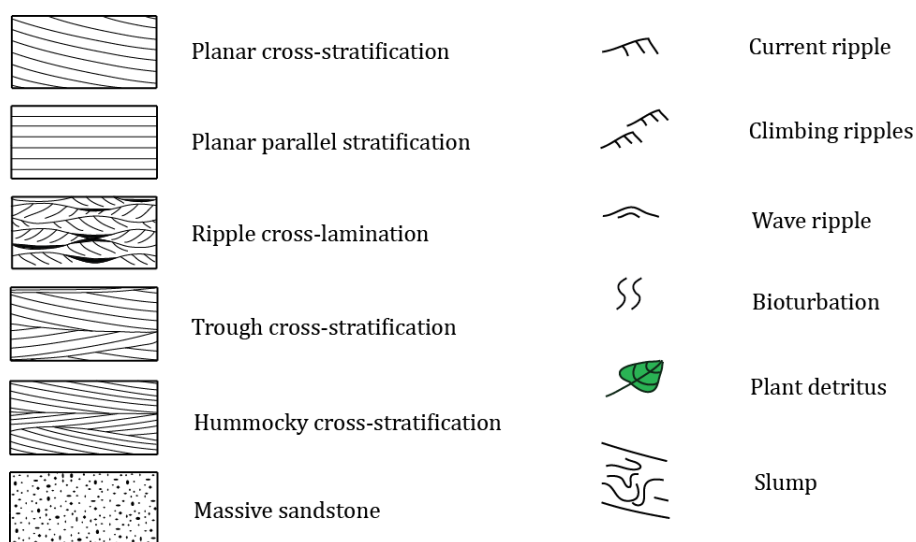 Planar cross-stratification
Planar parallel stratification
Ripple cross-lamination
Trough cross-stratification
Hummocky cross-stratification
Massive sandstone
Current ripple
Climbing ripples
Wave ripple
Bioturbation
Plant detritus
Slump